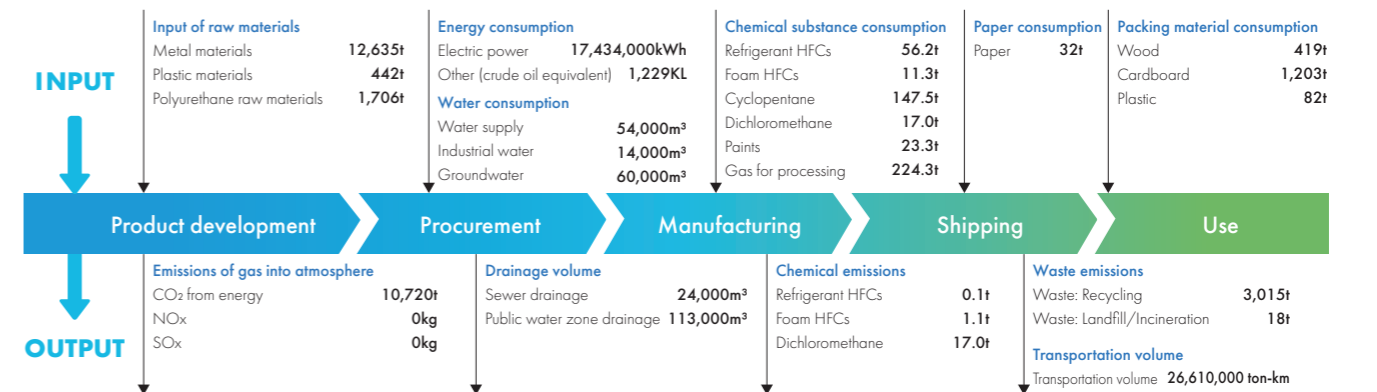 INPUT
Input of raw materials
Metal materials 12,635t
Plastic materials 442t
Polyurethane raw materials 1,706t
Energy consumption
Electric power 17,434,000kWh
Other (crude oil equivalent) 1,229KL
Water consumption
Water supply 54,000m³
Industrial water 14,000m³
Groundwater 60,000m³
Chemical substance consumption
Refrigerant HFCs 56.2t
Foam HFCs 11.3t
Cyclopentane 147.5t
Dichloromethane 17.0t
Paints 23.3t
Gas for processing 224.3t
Paper consumption
Paper 32t
Packing material consumption
Wood 419t
Cardboard 1,203t
Plastic 82t
Product development
Procurement
Manufacturing
Shipping
Use
OUTPUT
Emissions of gas into atmosphere
CO₂ from energy 10,720t
NOx 0kg
SOx 0kg
Drainage volume
Sewer drainage 24,000m³
Public water zone drainage 113,000m³
Chemical emissions
Refrigerant HFCs 0.1t
Foam HFCs 1.1t
Dichloromethane 17.0t
Waste emissions
Waste: Recycling 3,015t
Waste: Landfill/Incineration 18t
Transportation volume
Transportation volume 26,610,000 ton-km